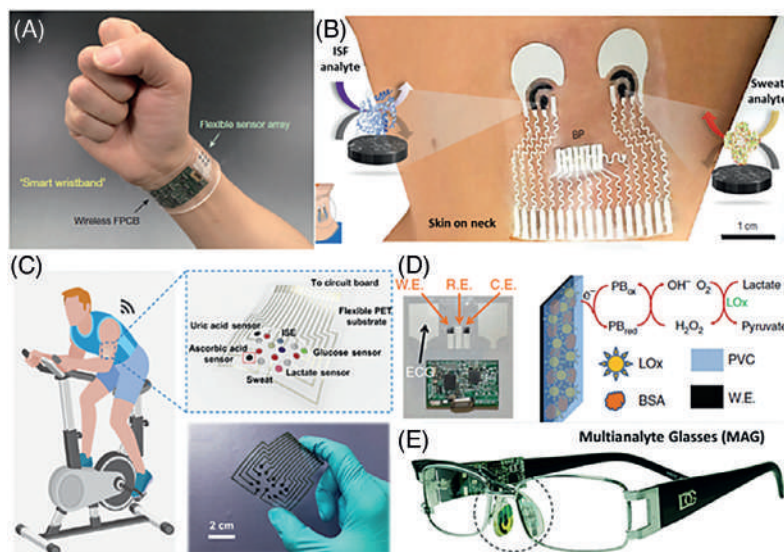 (A)
Flexible sensor array
"Smart wristband"
Wireless FPCB
(B)
ISF
analyte
Sweat
analyte
BP
Skin on neck
1 cm
(C)
To circuit board
Flexible PET
substrate
Uric acid sensor
ISE
Ascorbic acid
sensor
Glucose sensor
Lactate sensor
Sweat
2 cm
(D)
W.E.
R.E.
C.E.
ECG
e⁻
PBox
OH⁻
O2
Lactate
LOx
PBred
H2O2
Pyruvate
LOx
PVC
BSA
W.E.
(E)
Multianalyte Glasses (MAG)